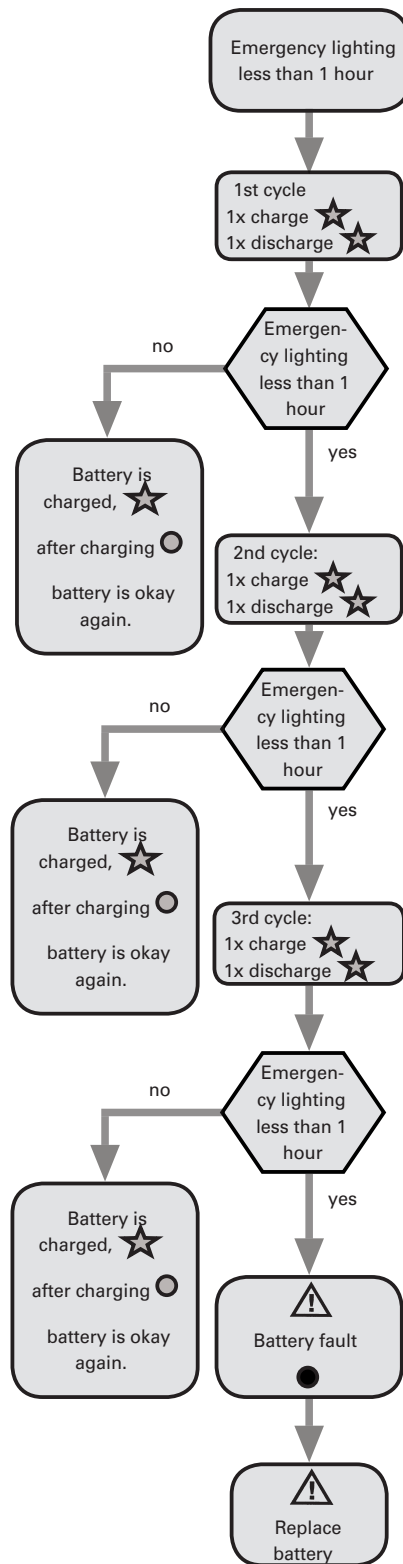 Emergency lighting
less than 1 hour
1st cycle
1x charge
1x discharge
Emergen-
cy lighting
less than 1
hour
no
yes
Battery is
charged,
after charging
battery is okay
again.
2nd cycle:
1x charge
1x discharge
Emergen-
cy lighting
less than 1
hour
no
yes
Battery is
charged,
after charging
battery is okay
again.
3rd cycle:
1x charge
1x discharge
Emergen-
cy lighting
less than 1
hour
no
yes
Battery is
charged,
after charging
battery is okay
again.
!
Battery fault
!
Replace
battery